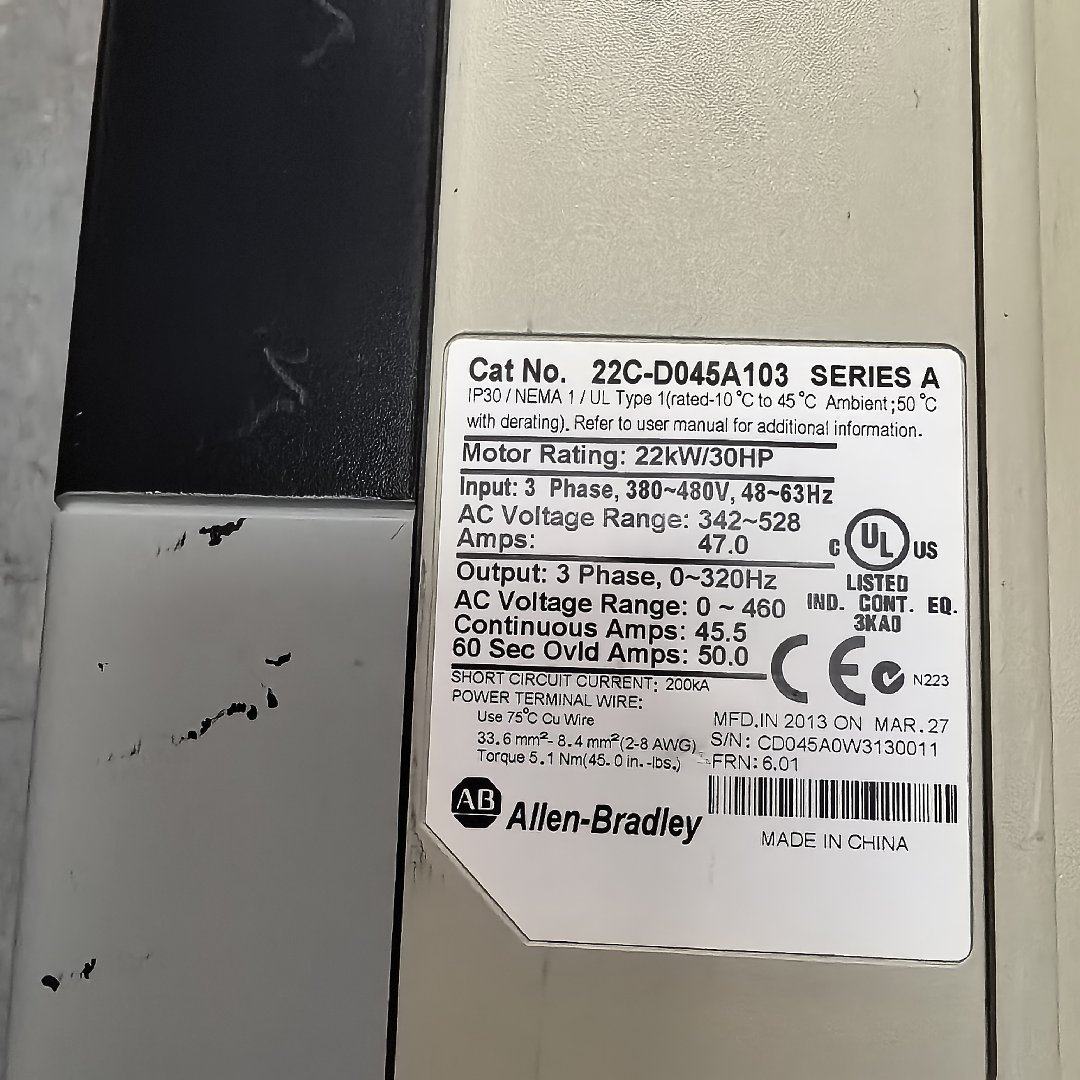 Cat No. 22C-D045A103 SERIES A
IP30 / NEMA 1 / UL Type 1(rated-10 °C to 45 °C Ambient ; 50 °C
with derating). Refer to user manual for additional information.
Motor Rating: 22kW/30HP
Input: 3 Phase, 380~480V, 48~63Hz
AC Voltage Range: 342~528
Amps: 47.0
C UL US
LISTED
IND. CONT. EQ.
3KA0
Output: 3 Phase, 0~320Hz
AC Voltage Range: 0 ~ 460
Continuous Amps: 45.5
60 Sec Ovld Amps: 50.0
CE N223
SHORT CIRCUIT CURRENT: 200kA
POWER TERMINAL WIRE:
Use 75°C Cu Wire
33.6 mm²- 8.4 mm²(2-8 AWG)
Torque 5.1 Nm(45.0 in.-lbs.)
MFD.IN 2013 ON MAR.27
S/N: CD045A0W3130011
FRN: 6.01
AB Allen-Bradley
MADE IN CHINA